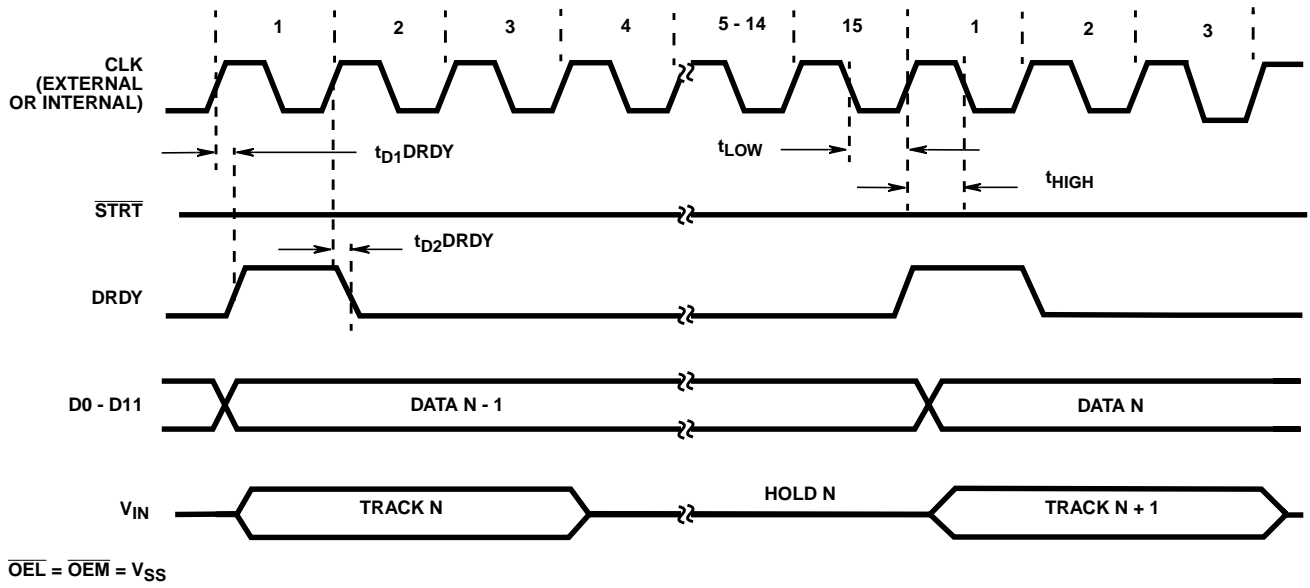 1 2 3 4 5 - 14 15 1 2 3
CLK
(EXTERNAL
OR INTERNAL)
tD1DRDY
tLOW
tHIGH
STRT
tD2DRDY
DRDY
D0 - D11
DATA N - 1
DATA N
VIN
TRACK N
HOLD N
TRACK N + 1
OEL = OEM = VSS